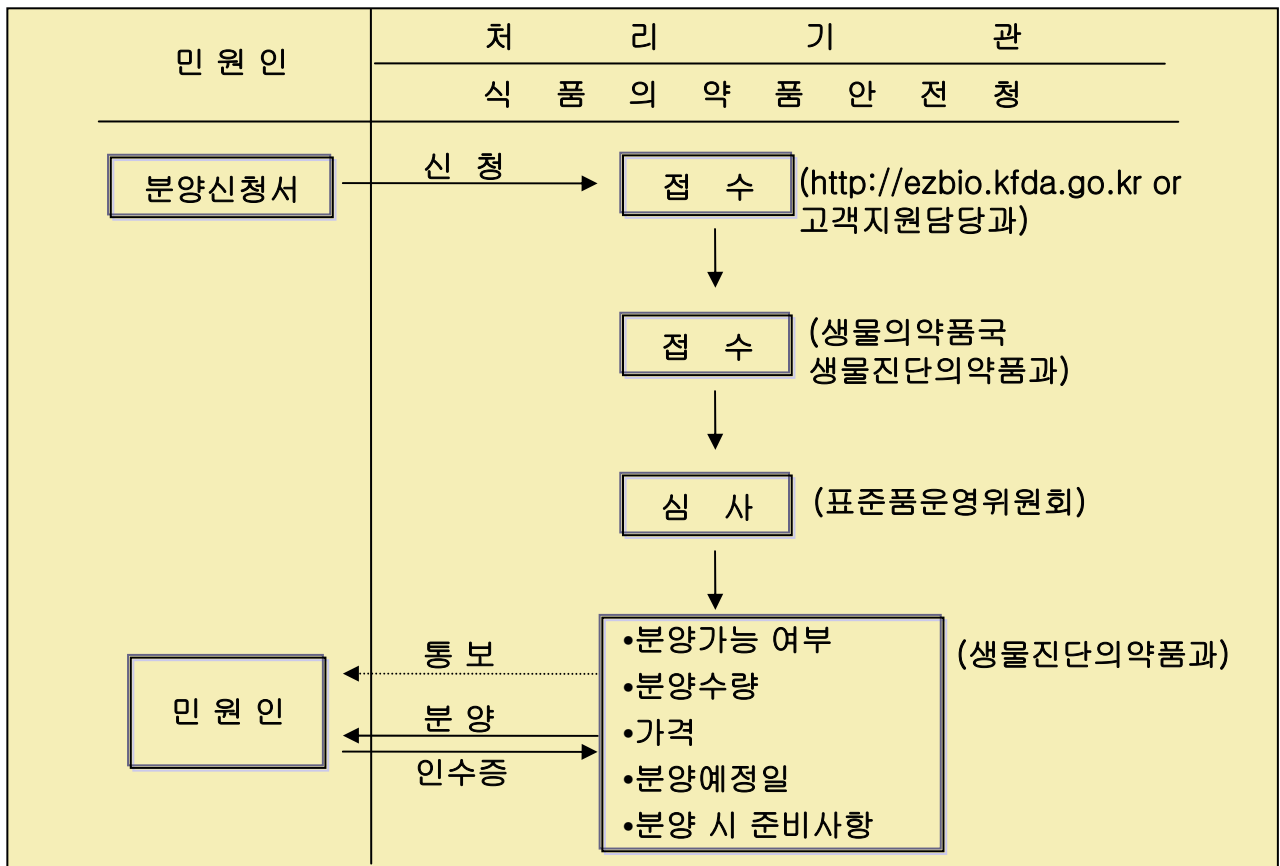 민 원 인
처 리 기 관
식 품 의 약 품 안 전 청
분양신청서
신 청
접 수
(http://ezbio.kfda.go.kr or
고객지원담당과)
접 수
(생물의약품국
생물진단의약품과)
심 사
(표준품운영위원회)
•분양가능 여부
•분양수량
•가격
•분양예정일
•분양 시 준비사항
(생물진단의약품과)
통 보
분 양
인수증
민 원 인